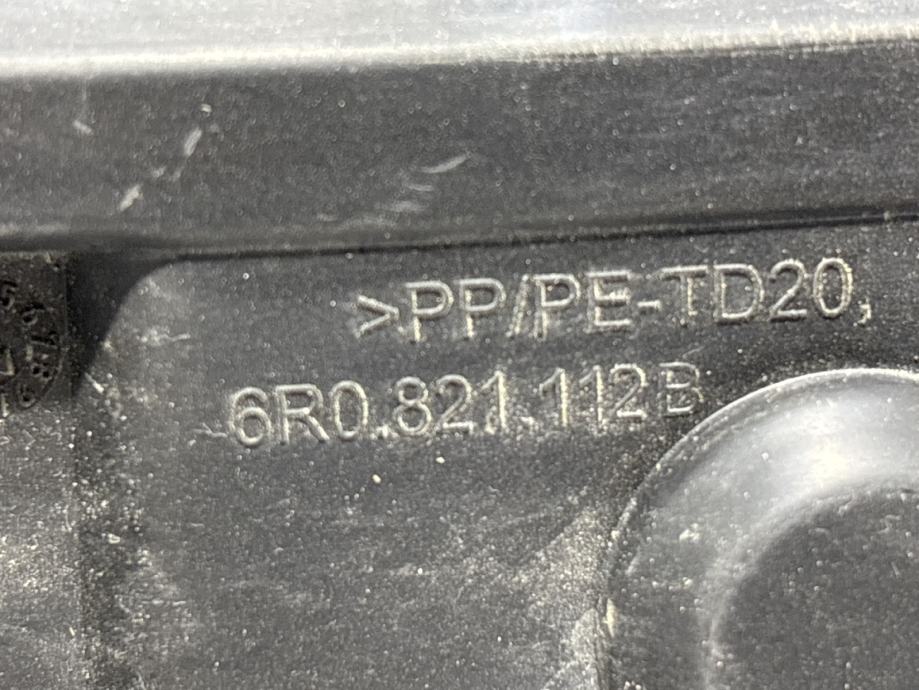 >PP/PE-TD20,
6R0.821.112B